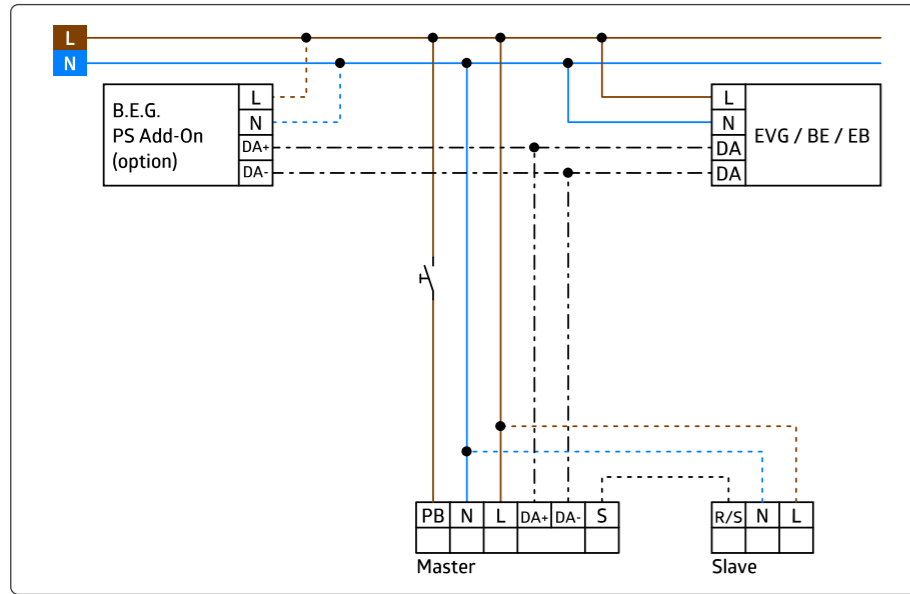 L
N
B.E.G.
PS Add-On
(option)
L
N
DA+
DA-
L
N
DA
DA
EVG / BE / EB
PB N L DA+ DA- S
R/S N L
Master
Slave